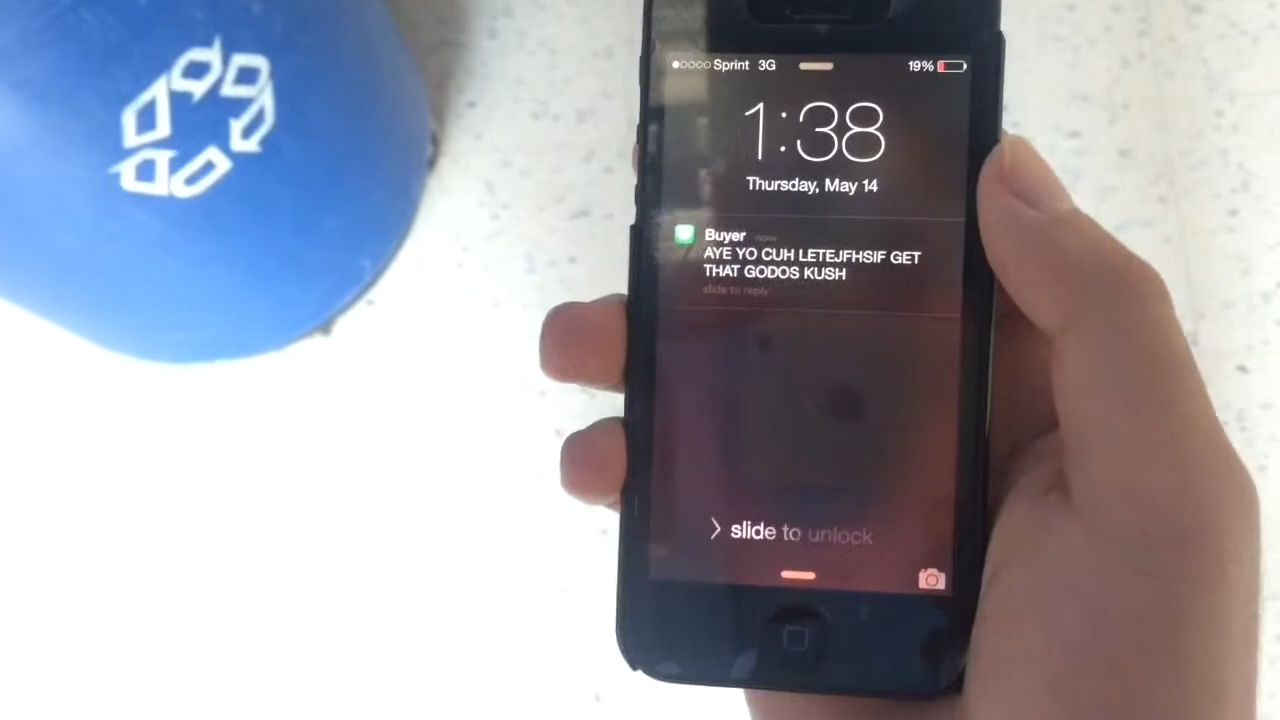 Sprint 3G 19%
1:38
Thursday, May 14
Buyer now
AYE YO CUH LETEJFHSIF GET
THAT GODOS KUSH
slide to reply
> slide to unlock